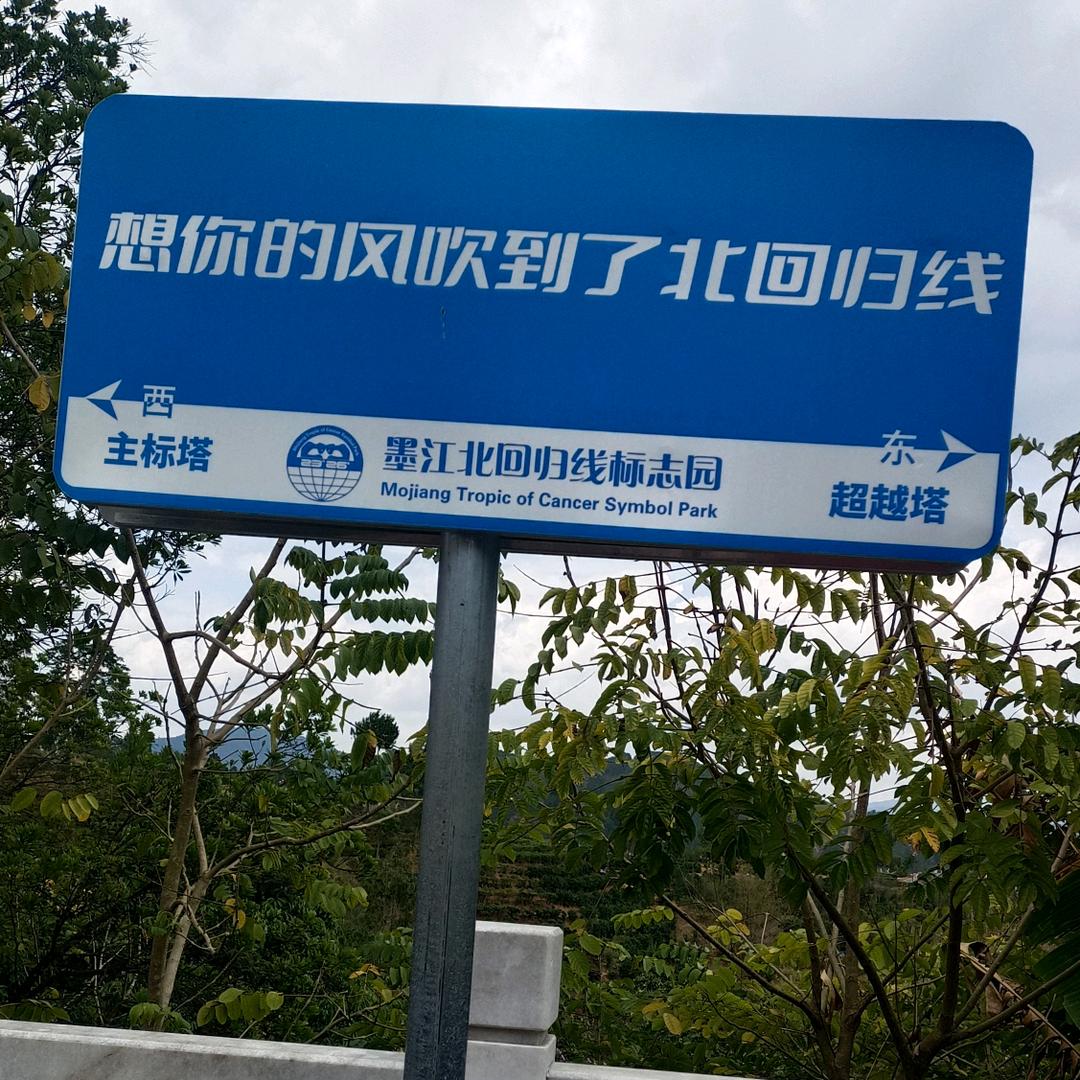 想你的风吹到了北回归线
西
主标塔
墨江北回归线标志园
Mojiang Tropic of Cancer Symbol Park
东
超越塔